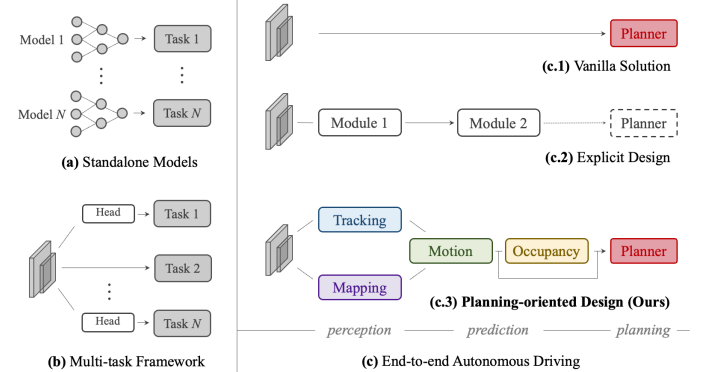 Model 1
Task 1
Model N
Task N
(a) Standalone Models
Head
Task 1
Task 2
Head
Task N
(b) Multi-task Framework
Planner
(c.1) Vanilla Solution
Module 1
Module 2
Planner
(c.2) Explicit Design
Tracking
Motion
Occupancy
Planner
Mapping
(c.3) Planning-oriented Design (Ours)
perception
prediction
planning
(c) End-to-end Autonomous Driving